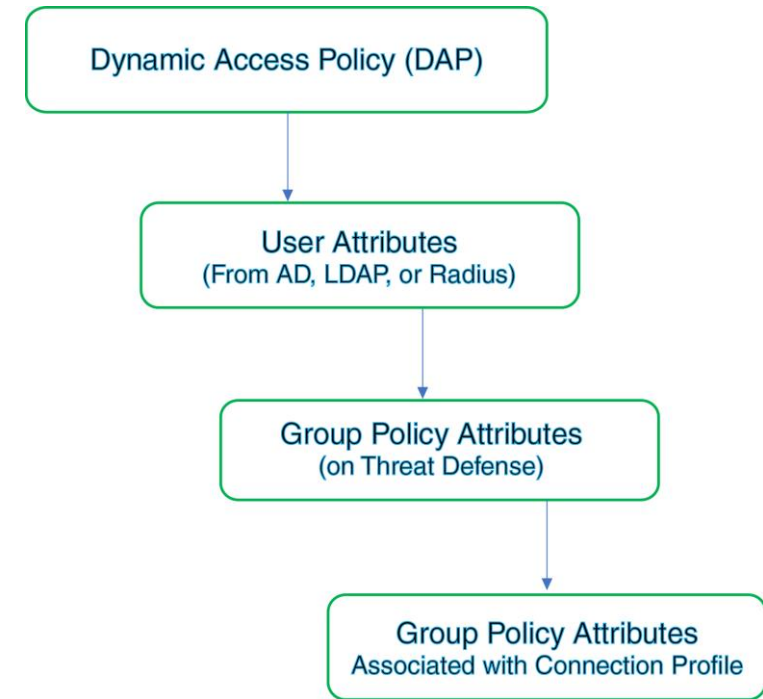 Dynamic Access Policy (DAP)
User Attributes
(From AD, LDAP, or Radius)
Group Policy Attributes
(on Threat Defense)
Group Policy Attributes
Associated with Connection Profile